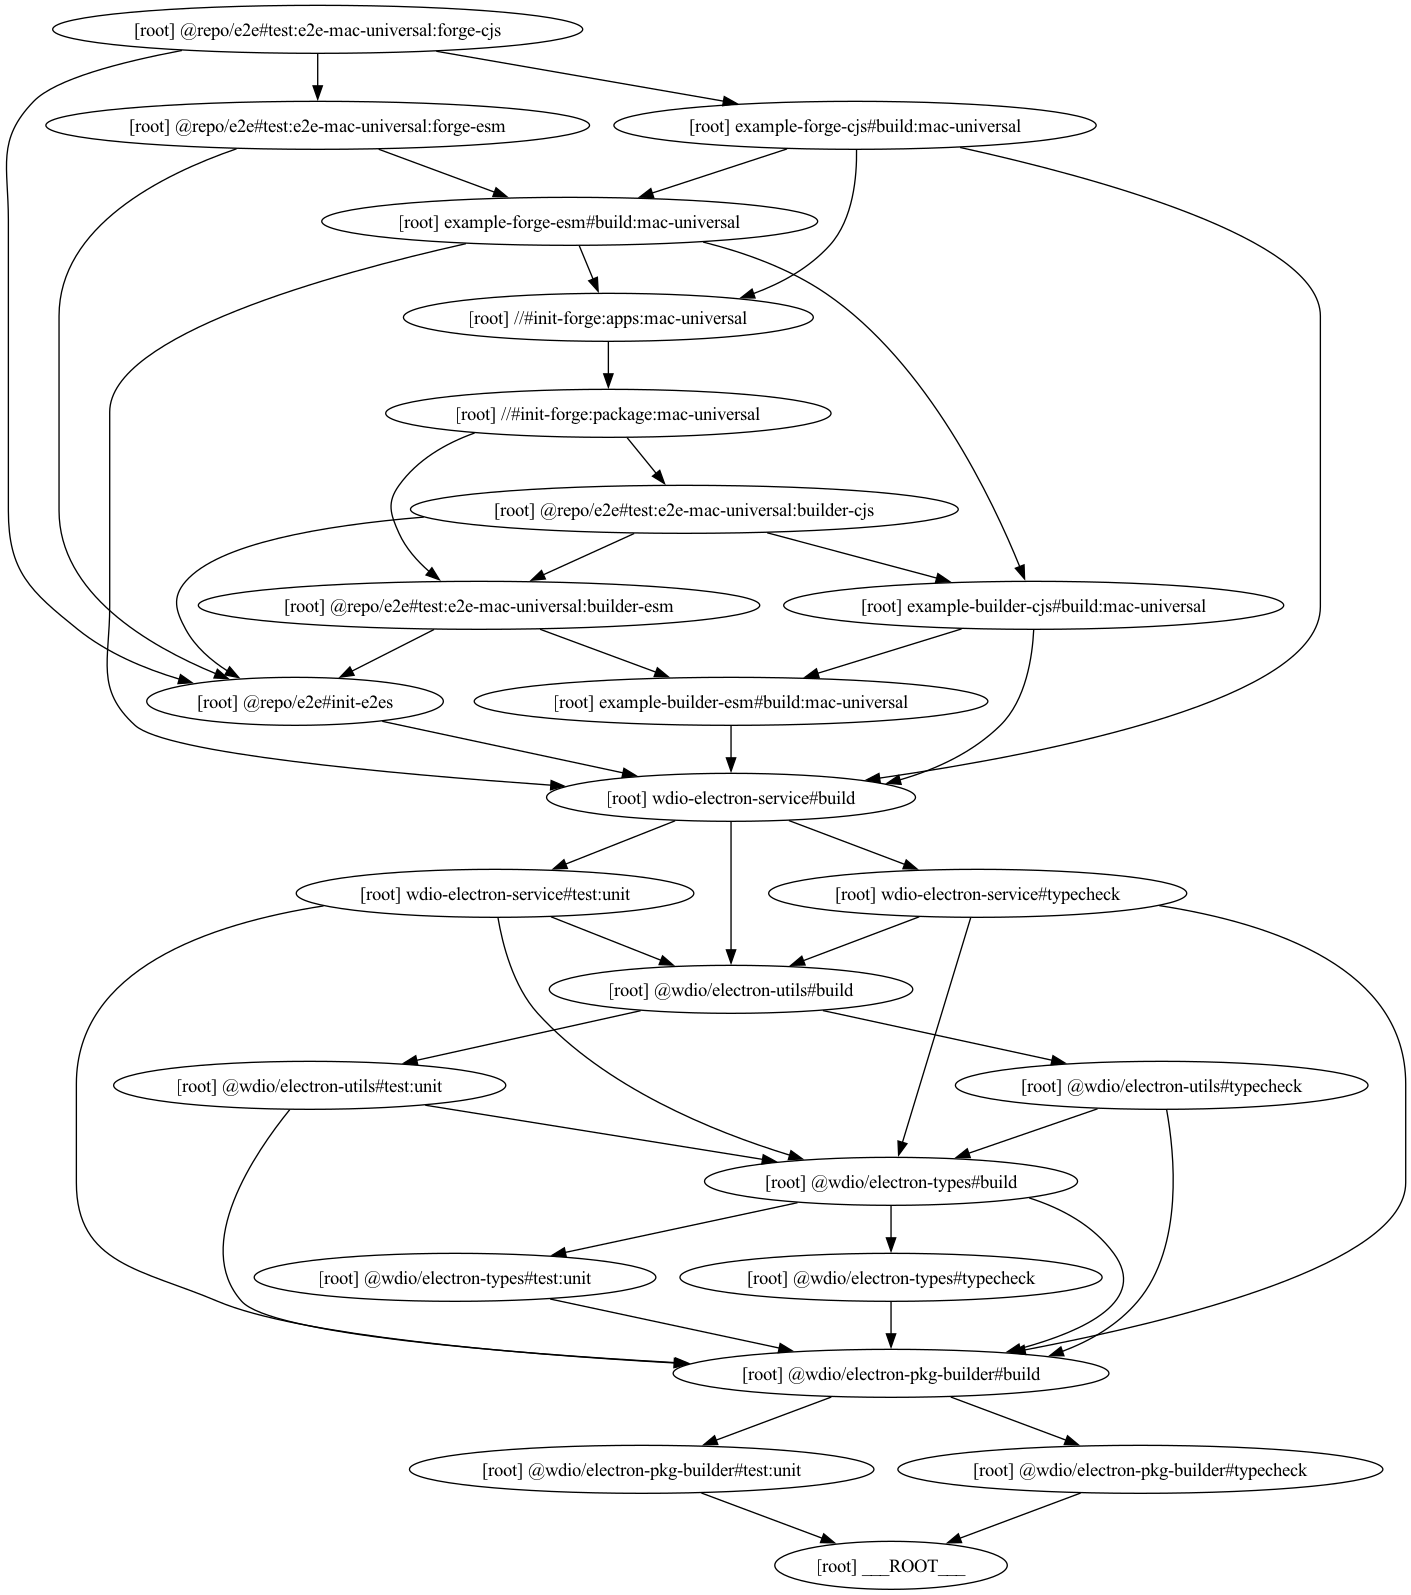 [root] @repo/e2e#test:e2e-mac-universal:forge-cjs
[root] @repo/e2e#test:e2e-mac-universal:forge-esm
[root] example-forge-cjs#build:mac-universal
[root] example-forge-esm#build:mac-universal
[root] //#init-forge:apps:mac-universal
[root] //#init-forge:package:mac-universal
[root] @repo/e2e#test:e2e-mac-universal:builder-cjs
[root] @repo/e2e#test:e2e-mac-universal:builder-esm
[root] example-builder-cjs#build:mac-universal
[root] @repo/e2e#init-e2es
[root] example-builder-esm#build:mac-universal
[root] wdio-electron-service#build
[root] wdio-electron-service#test:unit
[root] wdio-electron-service#typecheck
[root] @wdio/electron-utils#build
[root] @wdio/electron-utils#test:unit
[root] @wdio/electron-utils#typecheck
[root] @wdio/electron-types#build
[root] @wdio/electron-types#test:unit
[root] @wdio/electron-types#typecheck
[root] @wdio/electron-pkg-builder#build
[root] @wdio/electron-pkg-builder#test:unit
[root] @wdio/electron-pkg-builder#typecheck
[root] ___ROOT___